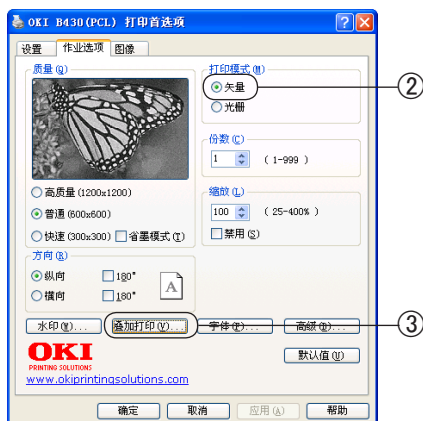 OKI B430(PCL) 打印首选项
设置 作业选项 图像
质量(Q)
高质量 (1200x1200)
普通 (600x600)
快速 (300x300) 省墨模式(T)
打印模式(M)
矢量
②
光栅
份数(C)
1 (1-999 )
缩放(L)
100 ( 25-400% )
禁用(S)
方向(R)
纵向 180°
横向 180°
A
水印(W)... 叠加打印(V)... 字体(F)... 高级(D)...
③
OKI
PRINTING SOLUTIONS
www.okiprintingsolutions.com
默认值(U)
确定 取消 应用(A) 帮助